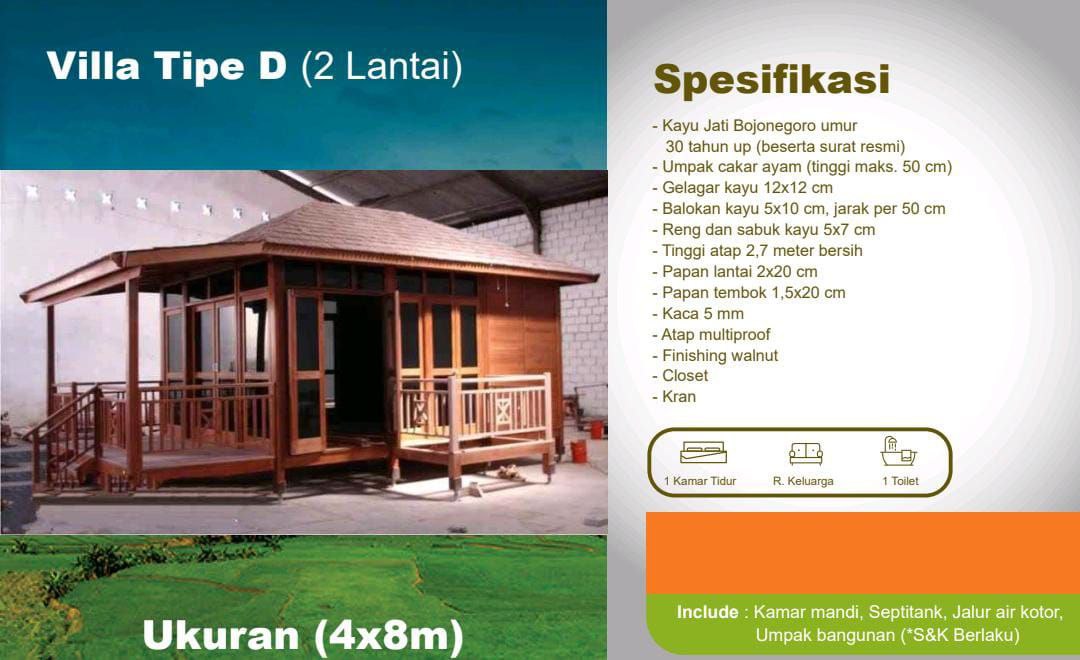 Villa Tipe D (2 Lantai)
Ukuran (4x8m)
Spesifikasi
- Kayu Jati Bojonegoro umur
30 tahun up (beserta surat resmi)
- Umpak cakar ayam (tinggi maks. 50 cm)
- Gelagar kayu 12x12 cm
- Balokan kayu 5x10 cm, jarak per 50 cm
- Reng dan sabuk kayu 5x7 cm
- Tinggi atap 2,7 meter bersih
- Papan lantai 2x20 cm
- Papan tembok 1,5x20 cm
- Kaca 5 mm
- Atap multiproof
- Finishing walnut
- Closet
- Kran
1 Kamar Tidur
R. Keluarga
1 Toilet
Include : Kamar mandi, Septitank, Jalur air kotor,
Umpak bangunan (*S&K Berlaku)